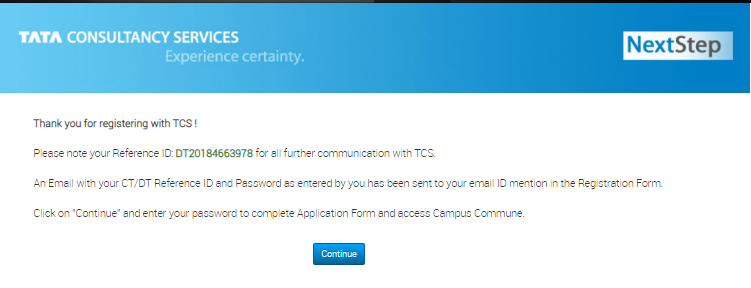 TATA CONSULTANCY SERVICES
Experience certainty.
NextStep
Thank you for registering with TCS !
Please note your Reference ID: DT20184663978 for all further communication with TCS.
An Email with your CT/DT Reference ID and Password as entered by you has been sent to your email ID mention in the Registration Form.
Click on "Continue" and enter your password to complete Application Form and access Campus Commune.
Continue